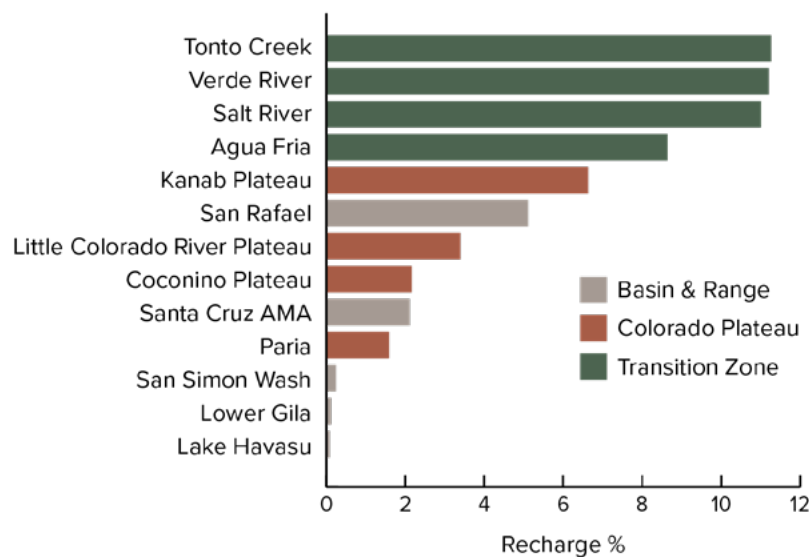 Tonto Creek
Verde River
Salt River
Agua Fria
Kanab Plateau
San Rafael
Little Colorado River Plateau
Coconino Plateau
Santa Cruz AMA
Paria
San Simon Wash
Lower Gila
Lake Havasu
Basin & Range
Colorado Plateau
Transition Zone
0 2 4 6 8 10 12
Recharge %